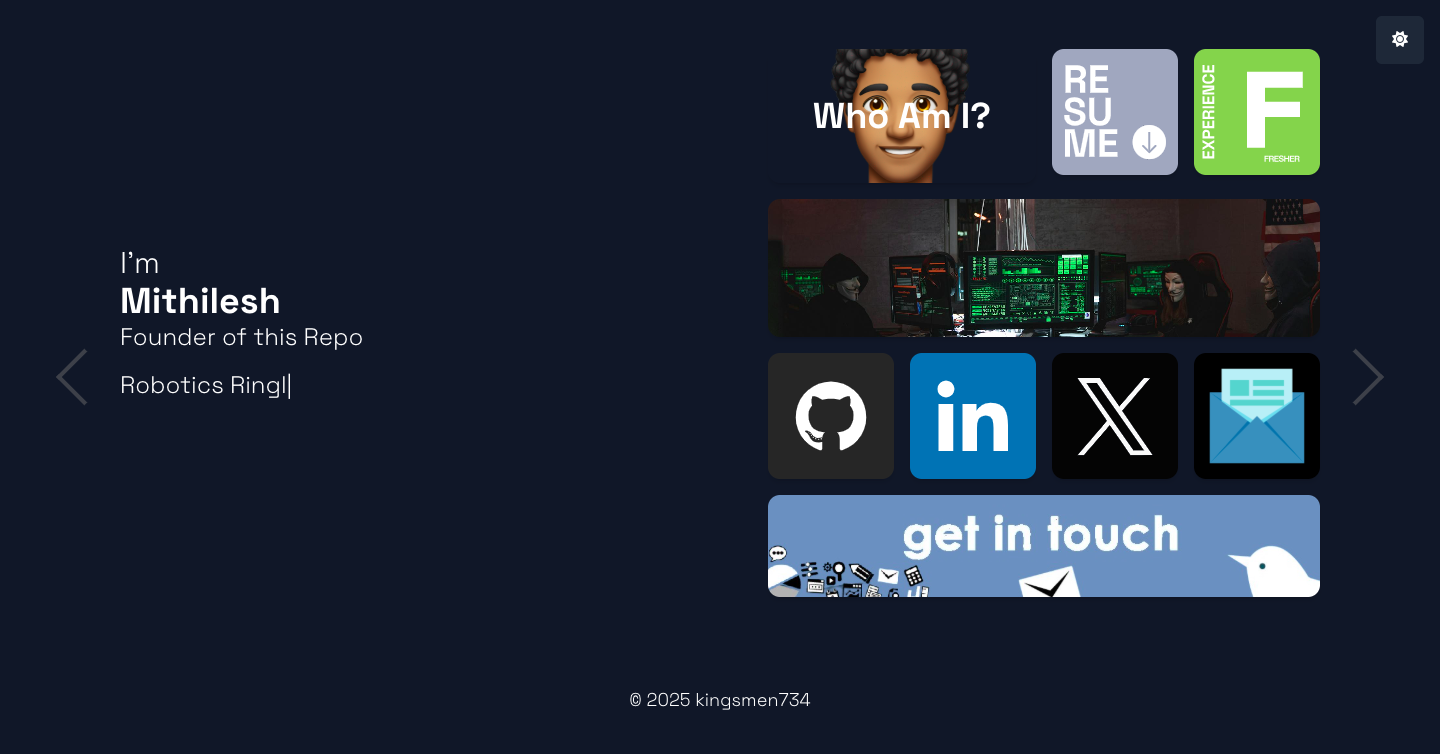 I'm
Mithilesh
Founder of this Repo
Robotics Ringl|
Who Am I?
RE
SU
ME
EXPERIENCE
F
FRESHER
in
X
get in touch
© 2025 kingsmen734